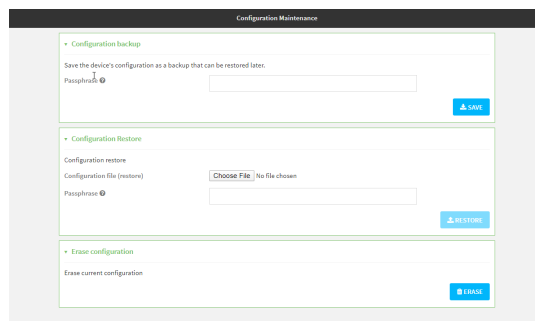 Configuration Maintenance
Configuration backup
Save the device's configuration as a backup that can be restored later.
Passphrase
SAVE
Configuration Restore
Configuration restore
Configuration file (restore) Choose File No file chosen
Passphrase
RESTORE
Erase configuration
Erase current configuration
ERASE